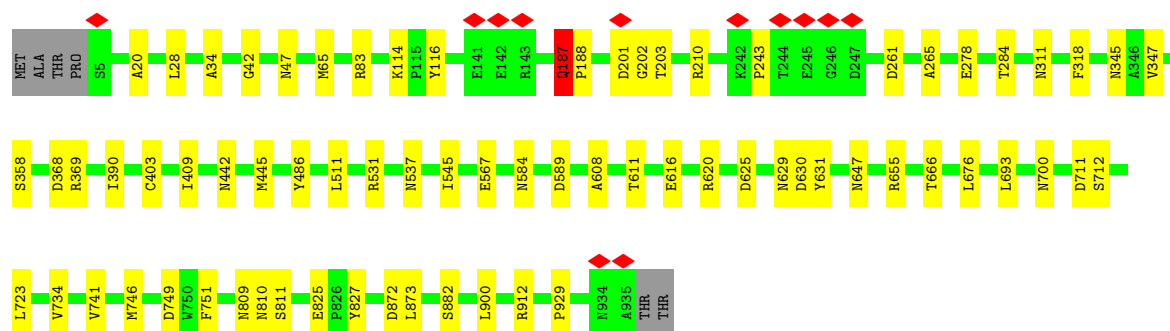 MET ALA THR PRO S5 A20 L28 A34 G42 N47 M65 R83 K114 P115 Y116 E141 E142 R143 Q187 P188 D201 G202 T203 R210 K242 P243 T244 E245 G246 D247 D261 A265 E278 T284 N311 F318 N345 A346 V347
S358 D368 R369 I390 C403 I409 N442 M445 Y486 L511 R531 N537 I545 E567 N584 D589 A608 T611 E616 R620 D625 N629 D630 Y631 N647 R655 T666 L676 L693 N700 D711 S712
L723 V734 V741 M746 D749 W750 F751 N809 N810 S811 E825 P826 Y827 D872 L873 S882 L900 R912 P929 N934 A935 THR THR